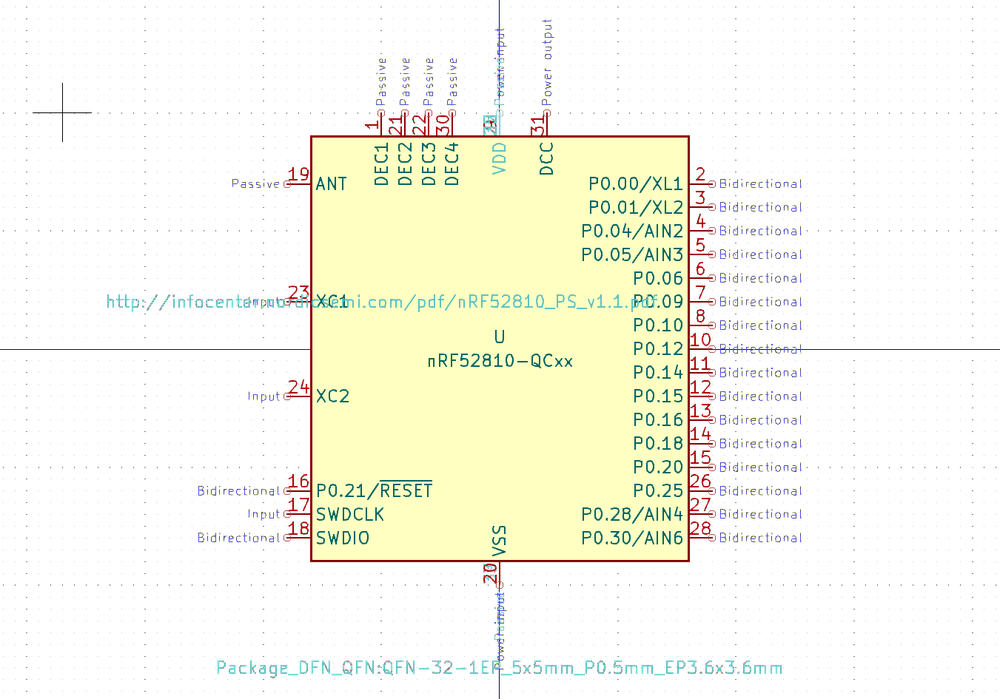 Passive Passive Passive Passive Power input Power output
1 21 22 30 31
DEC1 DEC2 DEC3 DEC4 VDD DCC
Passive 19 ANT P0.00/XL1 2 Bidirectional
P0.01/XL2 3 Bidirectional
P0.04/AIN2 4 Bidirectional
P0.05/AIN3 5 Bidirectional
P0.06 6 Bidirectional
Input 23 XC1 P0.09 7 Bidirectional
http://infocenter.nordicsemi.com/pdf/nRF52810_PS_v1.1.pdf
P0.10 8 Bidirectional
U
P0.12 10 Bidirectional
nRF52810-QCxx
P0.14 11 Bidirectional
Input 24 XC2 P0.15 12 Bidirectional
P0.16 13 Bidirectional
P0.18 14 Bidirectional
P0.20 15 Bidirectional
Bidirectional 16 P0.21/RESET P0.25 26 Bidirectional
Input 17 SWDCLK P0.28/AIN4 27 Bidirectional
Bidirectional 18 SWDIO P0.30/AIN6 28 Bidirectional
VSS
20
Power input
Package_DFN_QFN:QFN-32-1EP_5x5mm_P0.5mm_EP3.6x3.6mm